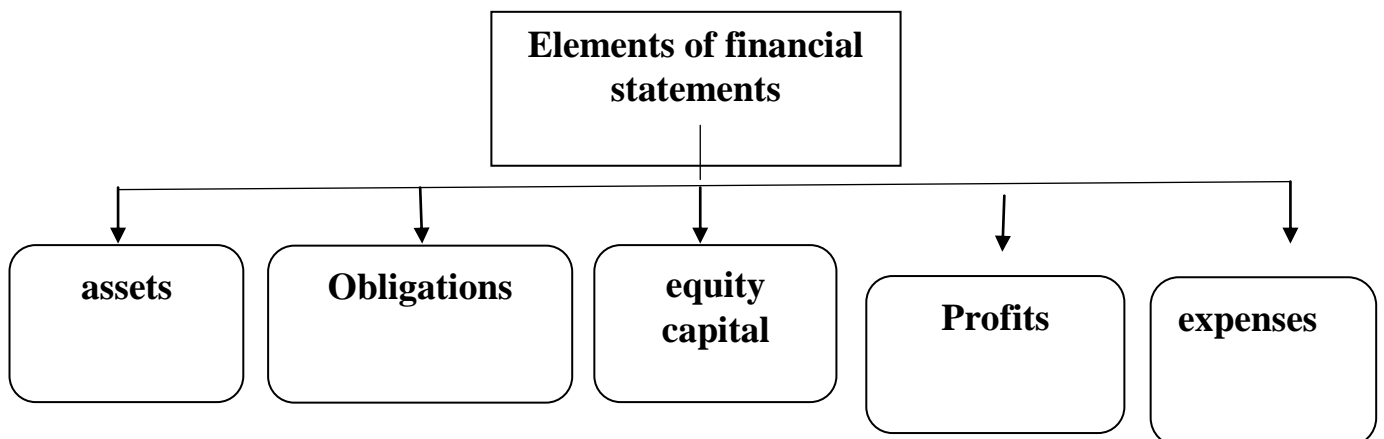 Elements of financial
statements
assets
Obligations
equity
capital
Profits
expenses